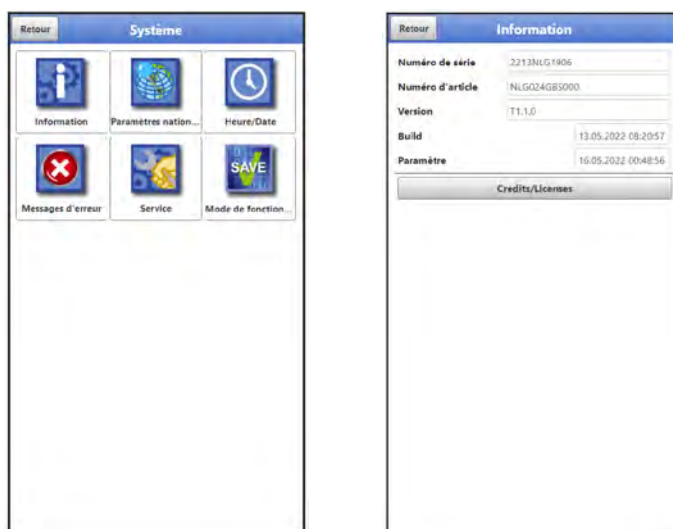 Retour Système
Information
Paramètres nation...
Heure/Date
Messages d'erreur
Service
SAVE
Mode de fonction...
Retour Information
Numéro de série 2213NLG1906
Numéro d'article NLG024GBS000
Version T1.1.0
Build 13.05.2022 08:20:57
Paramètre 16.05.2022 00:48:56
Credits/Licenses